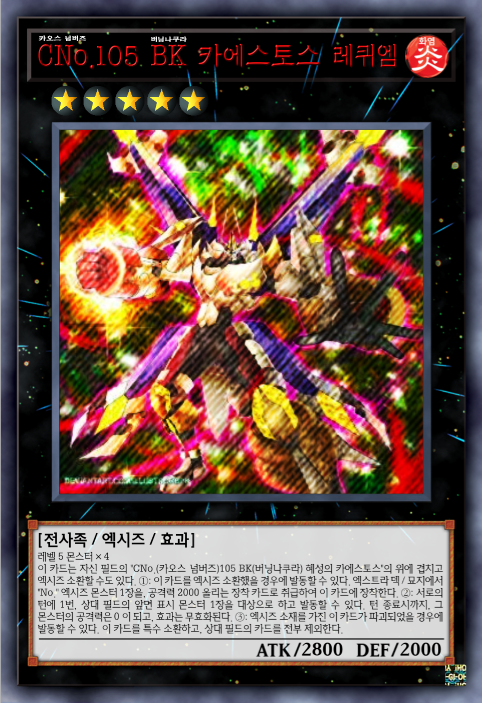 카오스 넘버즈 버닝나쿠라
CNo.105 BK 카에스토스 레퀴엠
화염
炎
DEVIANTART.COM/ILLUSTR
[전사족 / 엑시즈 / 효과]
레벨 5 몬스터 × 4
이 카드는 자신 필드의 "CNo.(카오스 넘버즈)105 BK(버닝나쿠라) 혜성의 카에스토스"의 위에 겹치고
엑시즈 소환할 수도 있다. ①: 이 카드를 엑시즈 소환했을 경우에 발동할 수 있다. 엑스트라 덱 / 묘지에서
"No." 엑시즈 몬스터 1장을, 공격력 2000 올리는 장착 카드로 취급하여 이 카드에 장착한다. ②: 서로의
턴에 1번, 상대 필드의 앞면 표시 몬스터 1장을 대상으로 하고 발동할 수 있다. 턴 종료시까지, 그
몬스터의 공격력은 0 이 되고, 효과는 무효화된다. ③: 엑시즈 소재를 가진 이 카드가 파괴되었을 경우에
발동할 수 있다. 이 카드를 특수 소환하고, 상대 필드의 카드를 전부 제외한다.
ATK/2800 DEF/2000